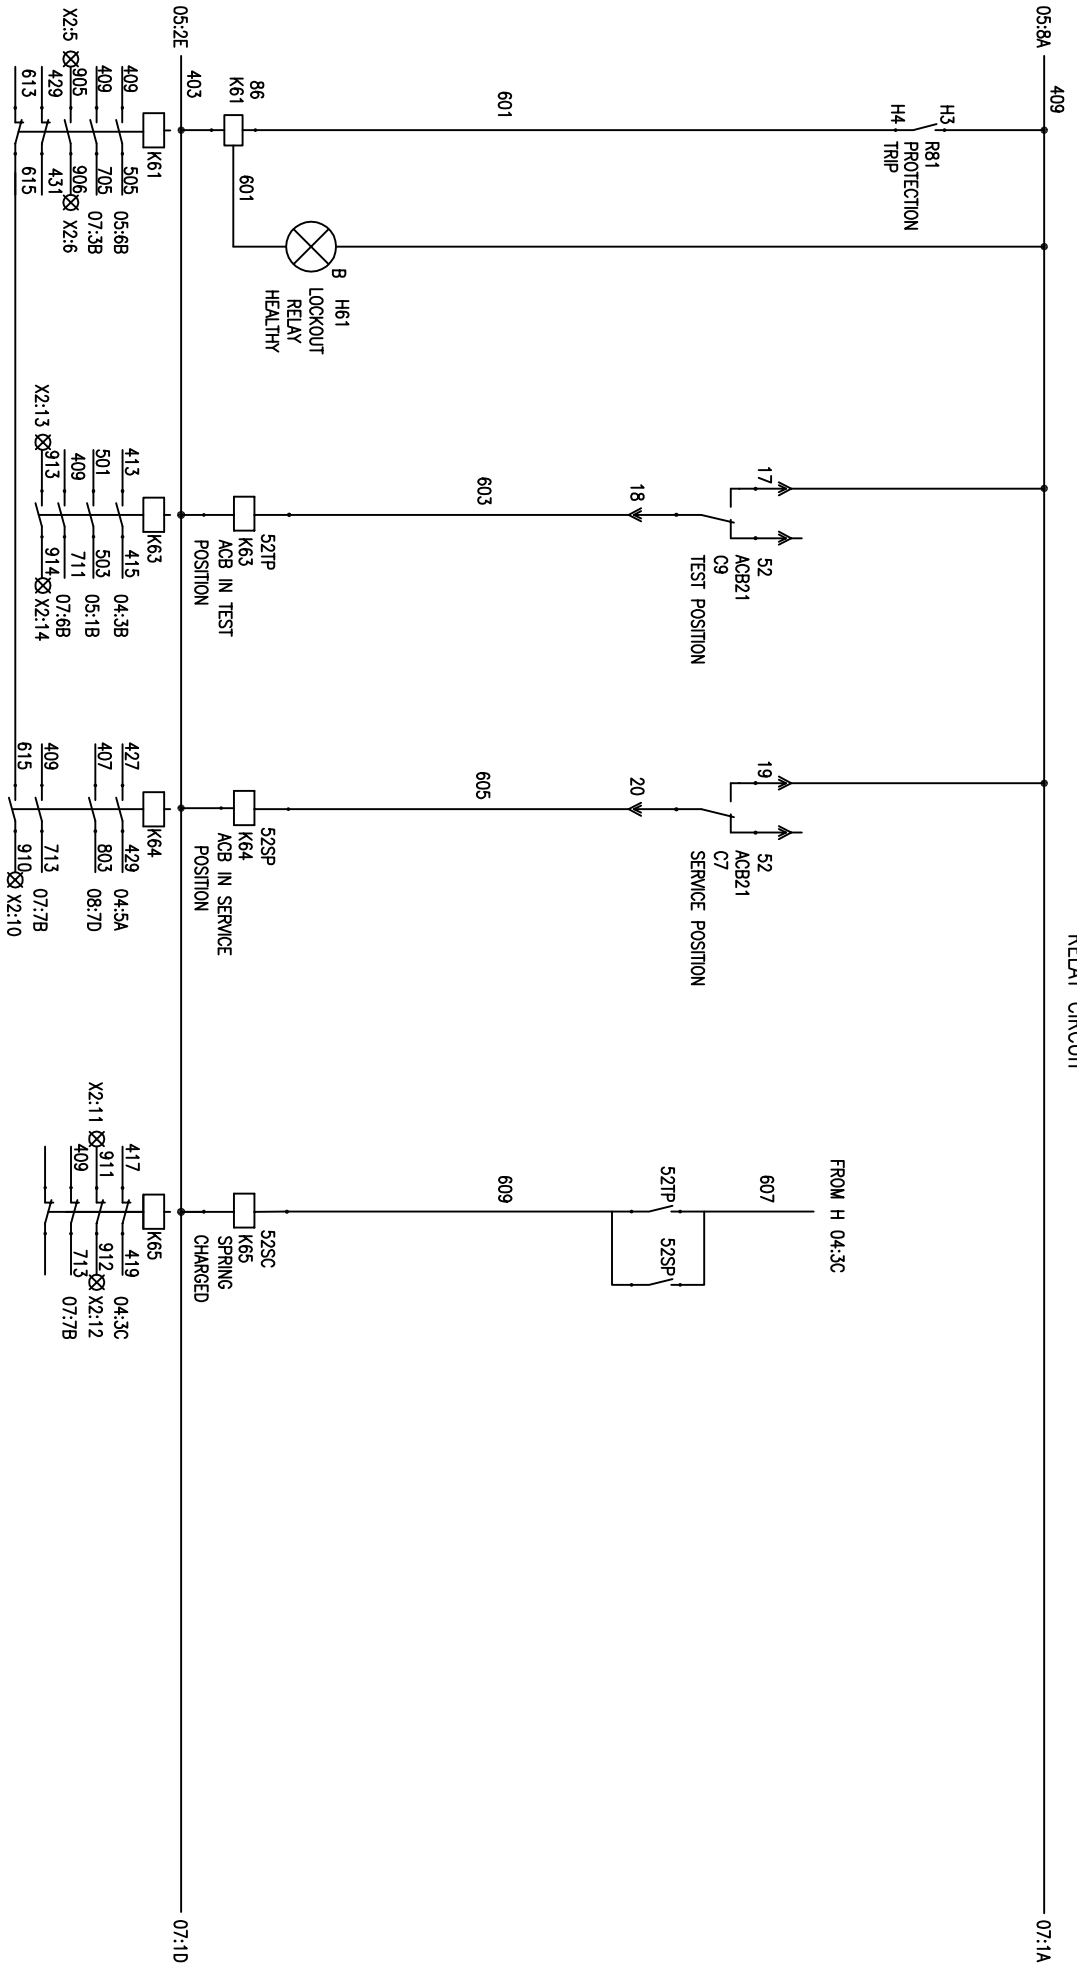 RELAY CIRCUIT
05:8A
409
07:1A
H3
H4
R81
PROTECTION
TRIP
601
86
K61
601
B
H61
LOCKOUT
RELAY
HEALTHY
17
18
52
ACB21
C9
TEST POSITION
603
52TP
K63
ACB IN TEST
POSITION
19
20
52
ACB21
C7
SERVICE POSITION
605
52SP
K64
ACB IN SERVICE
POSITION
FROM H 04:3C
607
52TP
52SP
609
52SC
K65
SPRING
CHARGED
05:2E
403
07:1D
K61
409
505
05:6B
409
705
07:3B
X2:5
905
906
X2:6
429
431
613
615
K63
413
415
04:3B
501
503
05:1B
409
711
07:6B
X2:13
913
914
X2:14
K64
427
429
04:5A
407
803
08:7D
409
713
07:7B
615
910
X2:10
K65
417
419
04:3C
X2:11
911
912
X2:12
409
713
07:7B